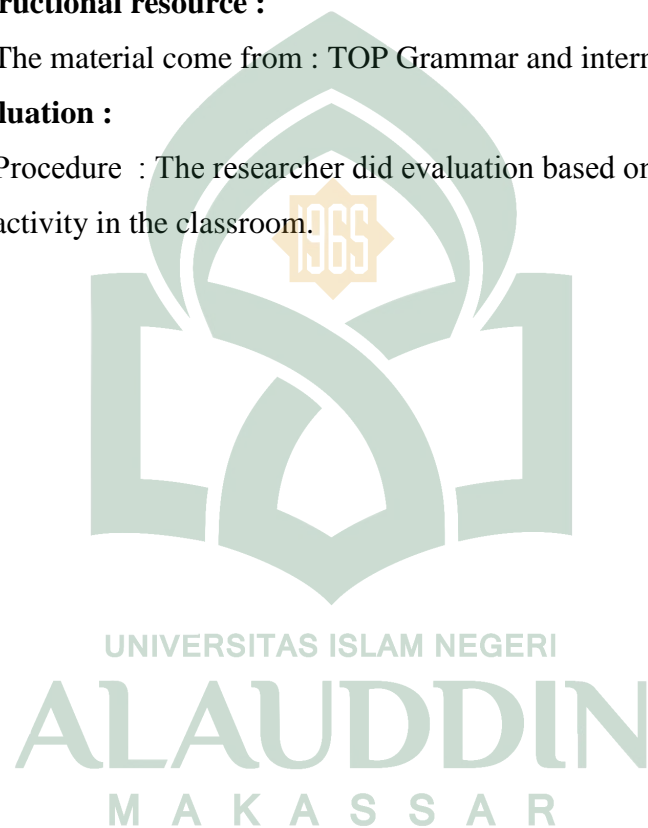 ructional resource :
The material come from : TOP Grammar and intern
luation :
Procedure : The researcher did evaluation based on
activity in the classroom.
1965
UNIVERSITAS ISLAM NEGERI
ALAUDDIN
MAKASSAR